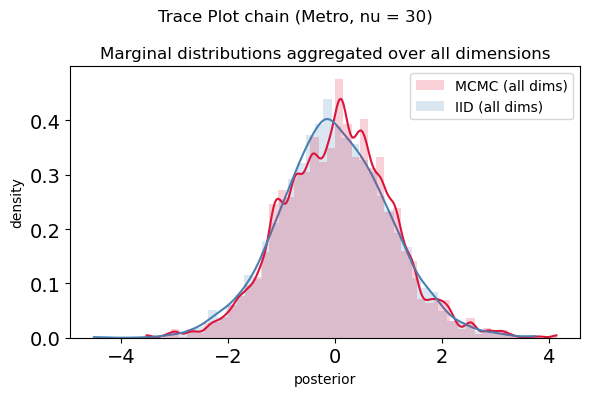 Trace Plot chain (Metro, nu = 30)
Marginal distributions aggregated over all dimensions
MCMC (all dims)
IID (all dims)
density
0.4
0.3
0.2
0.1
0.0
−4
−2
0
2
4
posterior